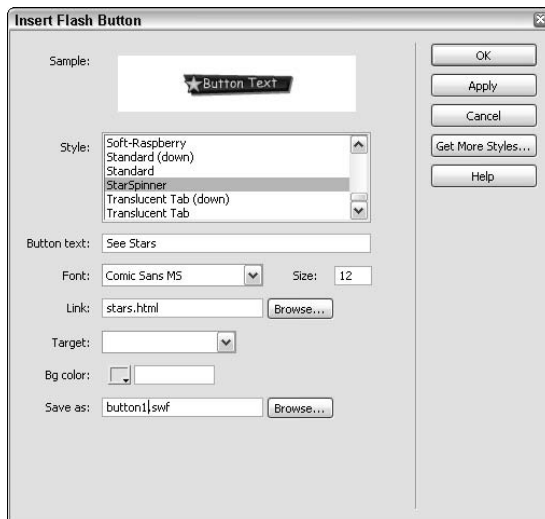 Insert Flash Button
Sample:
Button Text
OK
Apply
Cancel
Get More Styles...
Help
Style:
Soft-Raspberry
Standard (down)
Standard
StarSpinner
Translucent Tab (down)
Translucent Tab
Button text: See Stars
Font: Comic Sans MS Size: 12
Link: stars.html Browse...
Target:
Bg color:
Save as: button1.swf Browse...